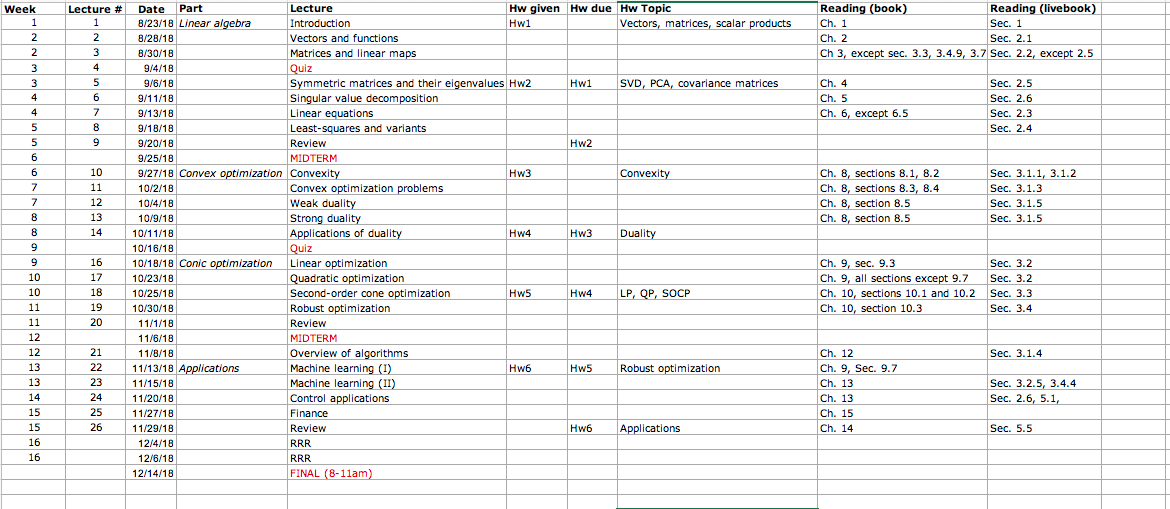 Week Lecture # Date Part Lecture Hw given Hw due Hw Topic Reading (book) Reading (livebook)
1 1 8/23/18 Linear algebra Introduction Hw1 Vectors, matrices, scalar products Ch. 1 Sec. 1
2 2 8/28/18 Vectors and functions Ch. 2 Sec. 2.1
2 3 8/30/18 Matrices and linear maps Ch 3, except sec. 3.3, 3.4.9, 3.7 Sec. 2.2, except 2.5
3 4 9/4/18 Quiz
3 5 9/6/18 Symmetric matrices and their eigenvalues Hw2 Hw1 SVD, PCA, covariance matrices Ch. 4 Sec. 2.5
4 6 9/11/18 Singular value decomposition Ch. 5 Sec. 2.6
4 7 9/13/18 Linear equations Ch. 6, except 6.5 Sec. 2.3
5 8 9/18/18 Least-squares and variants Sec. 2.4
5 9 9/20/18 Review Hw2
6 9/25/18 MIDTERM
6 10 9/27/18 Convex optimization Convexity Hw3 Convexity Ch. 8, sections 8.1, 8.2 Sec. 3.1.1, 3.1.2
7 11 10/2/18 Convex optimization problems Ch. 8, sections 8.3, 8.4 Sec. 3.1.3
7 12 10/4/18 Weak duality Ch. 8, section 8.5 Sec. 3.1.5
8 13 10/9/18 Strong duality Ch. 8, section 8.5 Sec. 3.1.5
8 14 10/11/18 Applications of duality Hw4 Hw3 Duality
9 10/16/18 Quiz
9 16 10/18/18 Conic optimization Linear optimization Ch. 9, sec. 9.3 Sec. 3.2
10 17 10/23/18 Quadratic optimization Ch. 9, all sections except 9.7 Sec. 3.2
10 18 10/25/18 Second-order cone optimization Hw5 Hw4 LP, QP, SOCP Ch. 10, sections 10.1 and 10.2 Sec. 3.3
11 19 10/30/18 Robust optimization Ch. 10, section 10.3 Sec. 3.4
11 20 11/1/18 Review
12 11/6/18 MIDTERM
12 21 11/8/18 Overview of algorithms Ch. 12 Sec. 3.1.4
13 22 11/13/18 Applications Machine learning (I) Hw6 Hw5 Robust optimization Ch. 9, Sec. 9.7
13 23 11/15/18 Machine learning (II) Ch. 13 Sec. 3.2.5, 3.4.4
14 24 11/20/18 Control applications Ch. 13 Sec. 2.6, 5.1,
15 25 11/27/18 Finance Ch. 15
15 26 11/29/18 Review Hw6 Applications Ch. 14 Sec. 5.5
16 12/4/18 RRR
16 12/6/18 RRR
12/14/18 FINAL (8-11am)